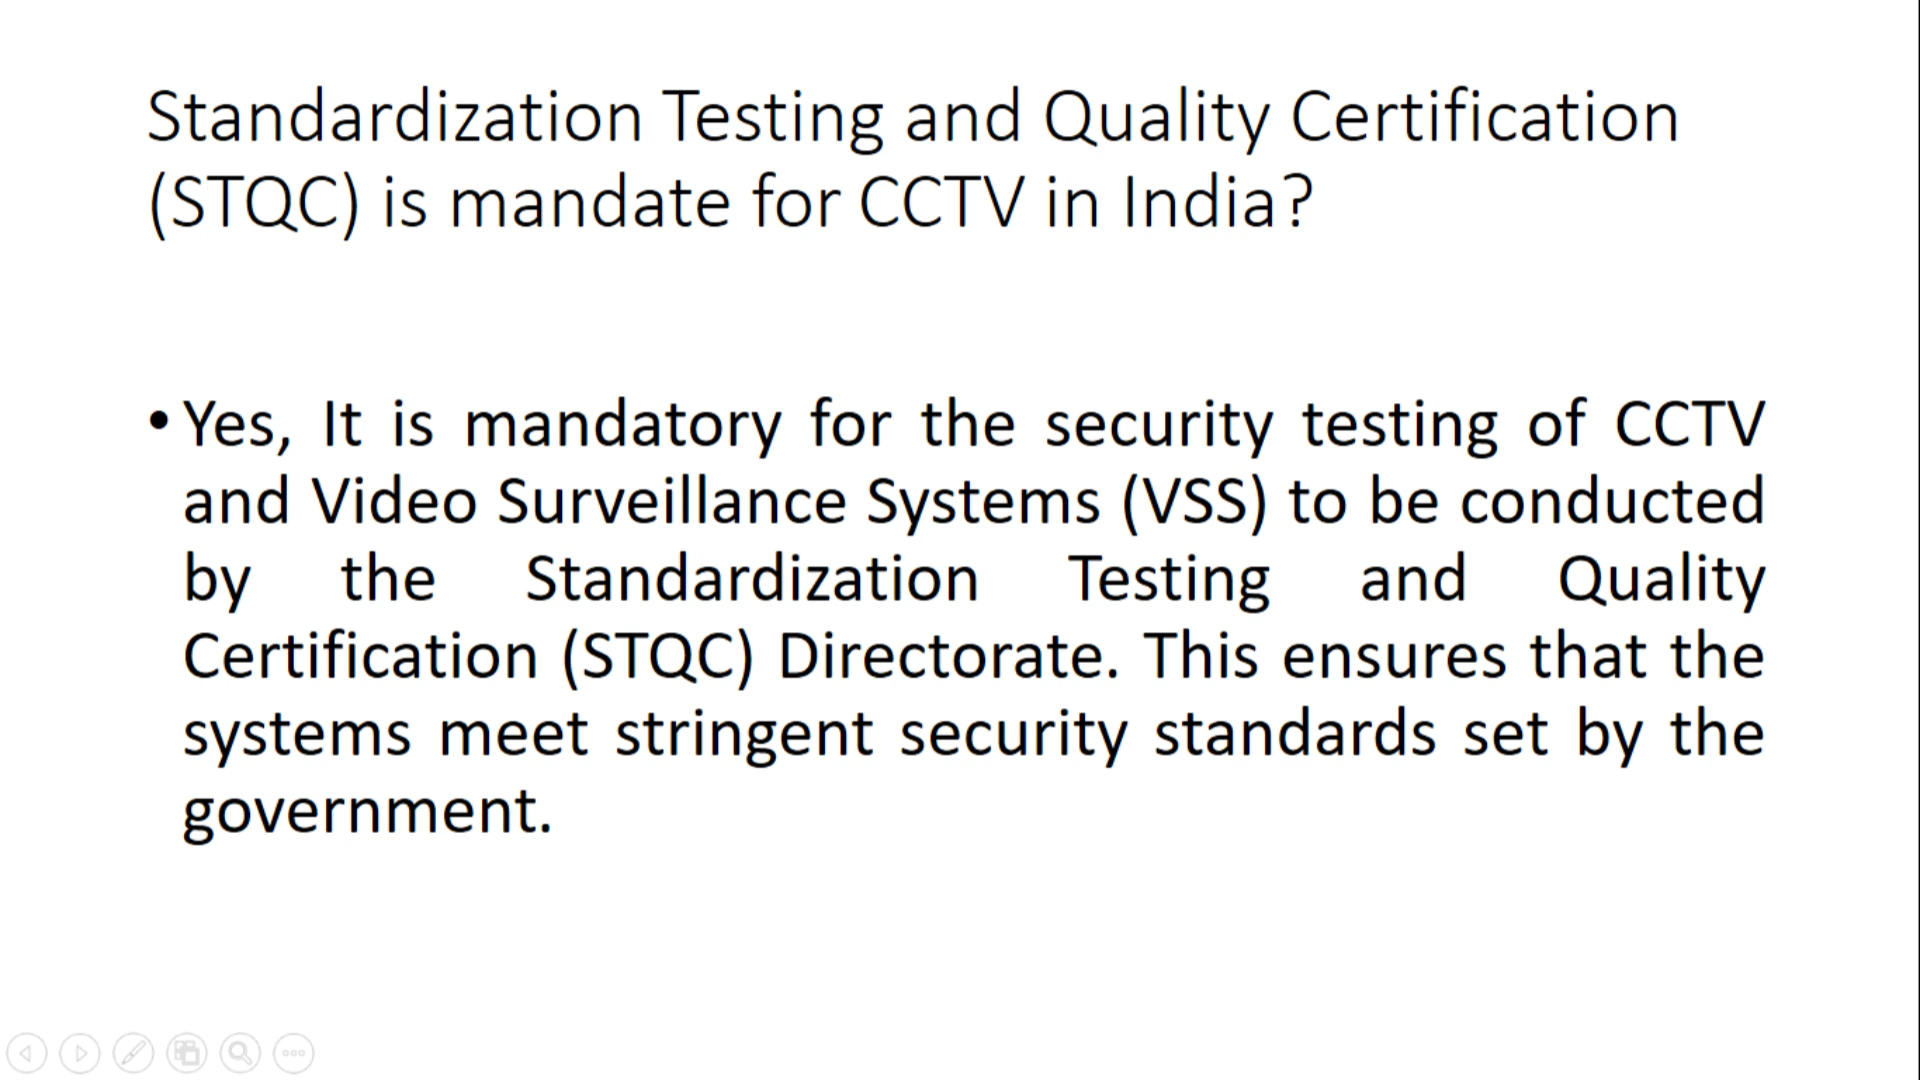 Standardization Testing and Quality Certification
(STQC) is mandate for CCTV in India?
• Yes, It is mandatory for the security testing of CCTV
and Video Surveillance Systems (VSS) to be conducted
by the Standardization Testing and Quality
Certification (STQC) Directorate. This ensures that the
systems meet stringent security standards set by the
government.